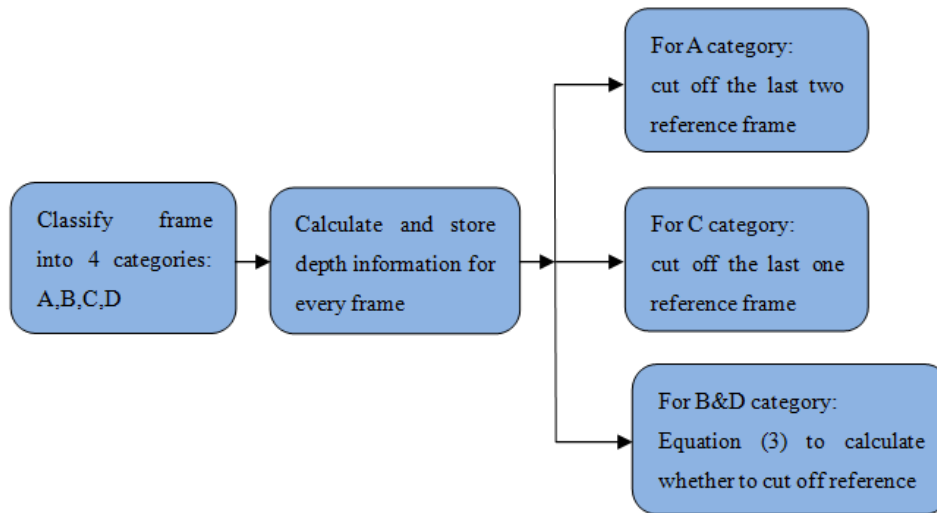 Classify frame
into 4 categories:
A,B,C,D
Calculate and store
depth information for
every frame
For A category:
cut off the last two
reference frame
For C category:
cut off the last one
reference frame
For B&D category:
Equation (3) to calculate
whether to cut off reference